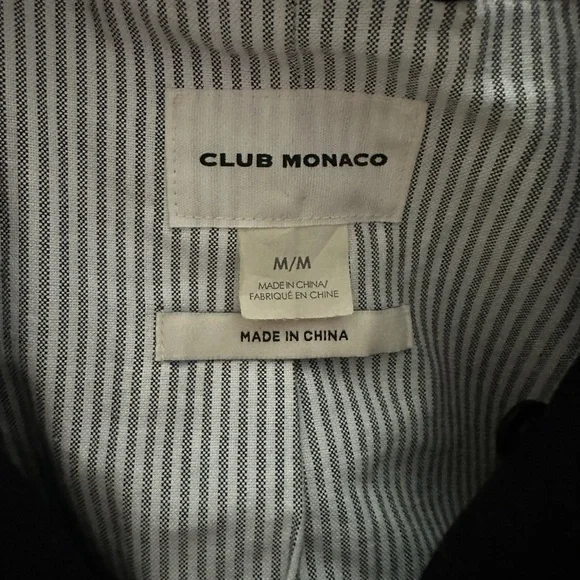 CLUB MONACO
M/M
MADE IN CHINA/
FABRIQUÉ EN CHINE
MADE IN CHINA